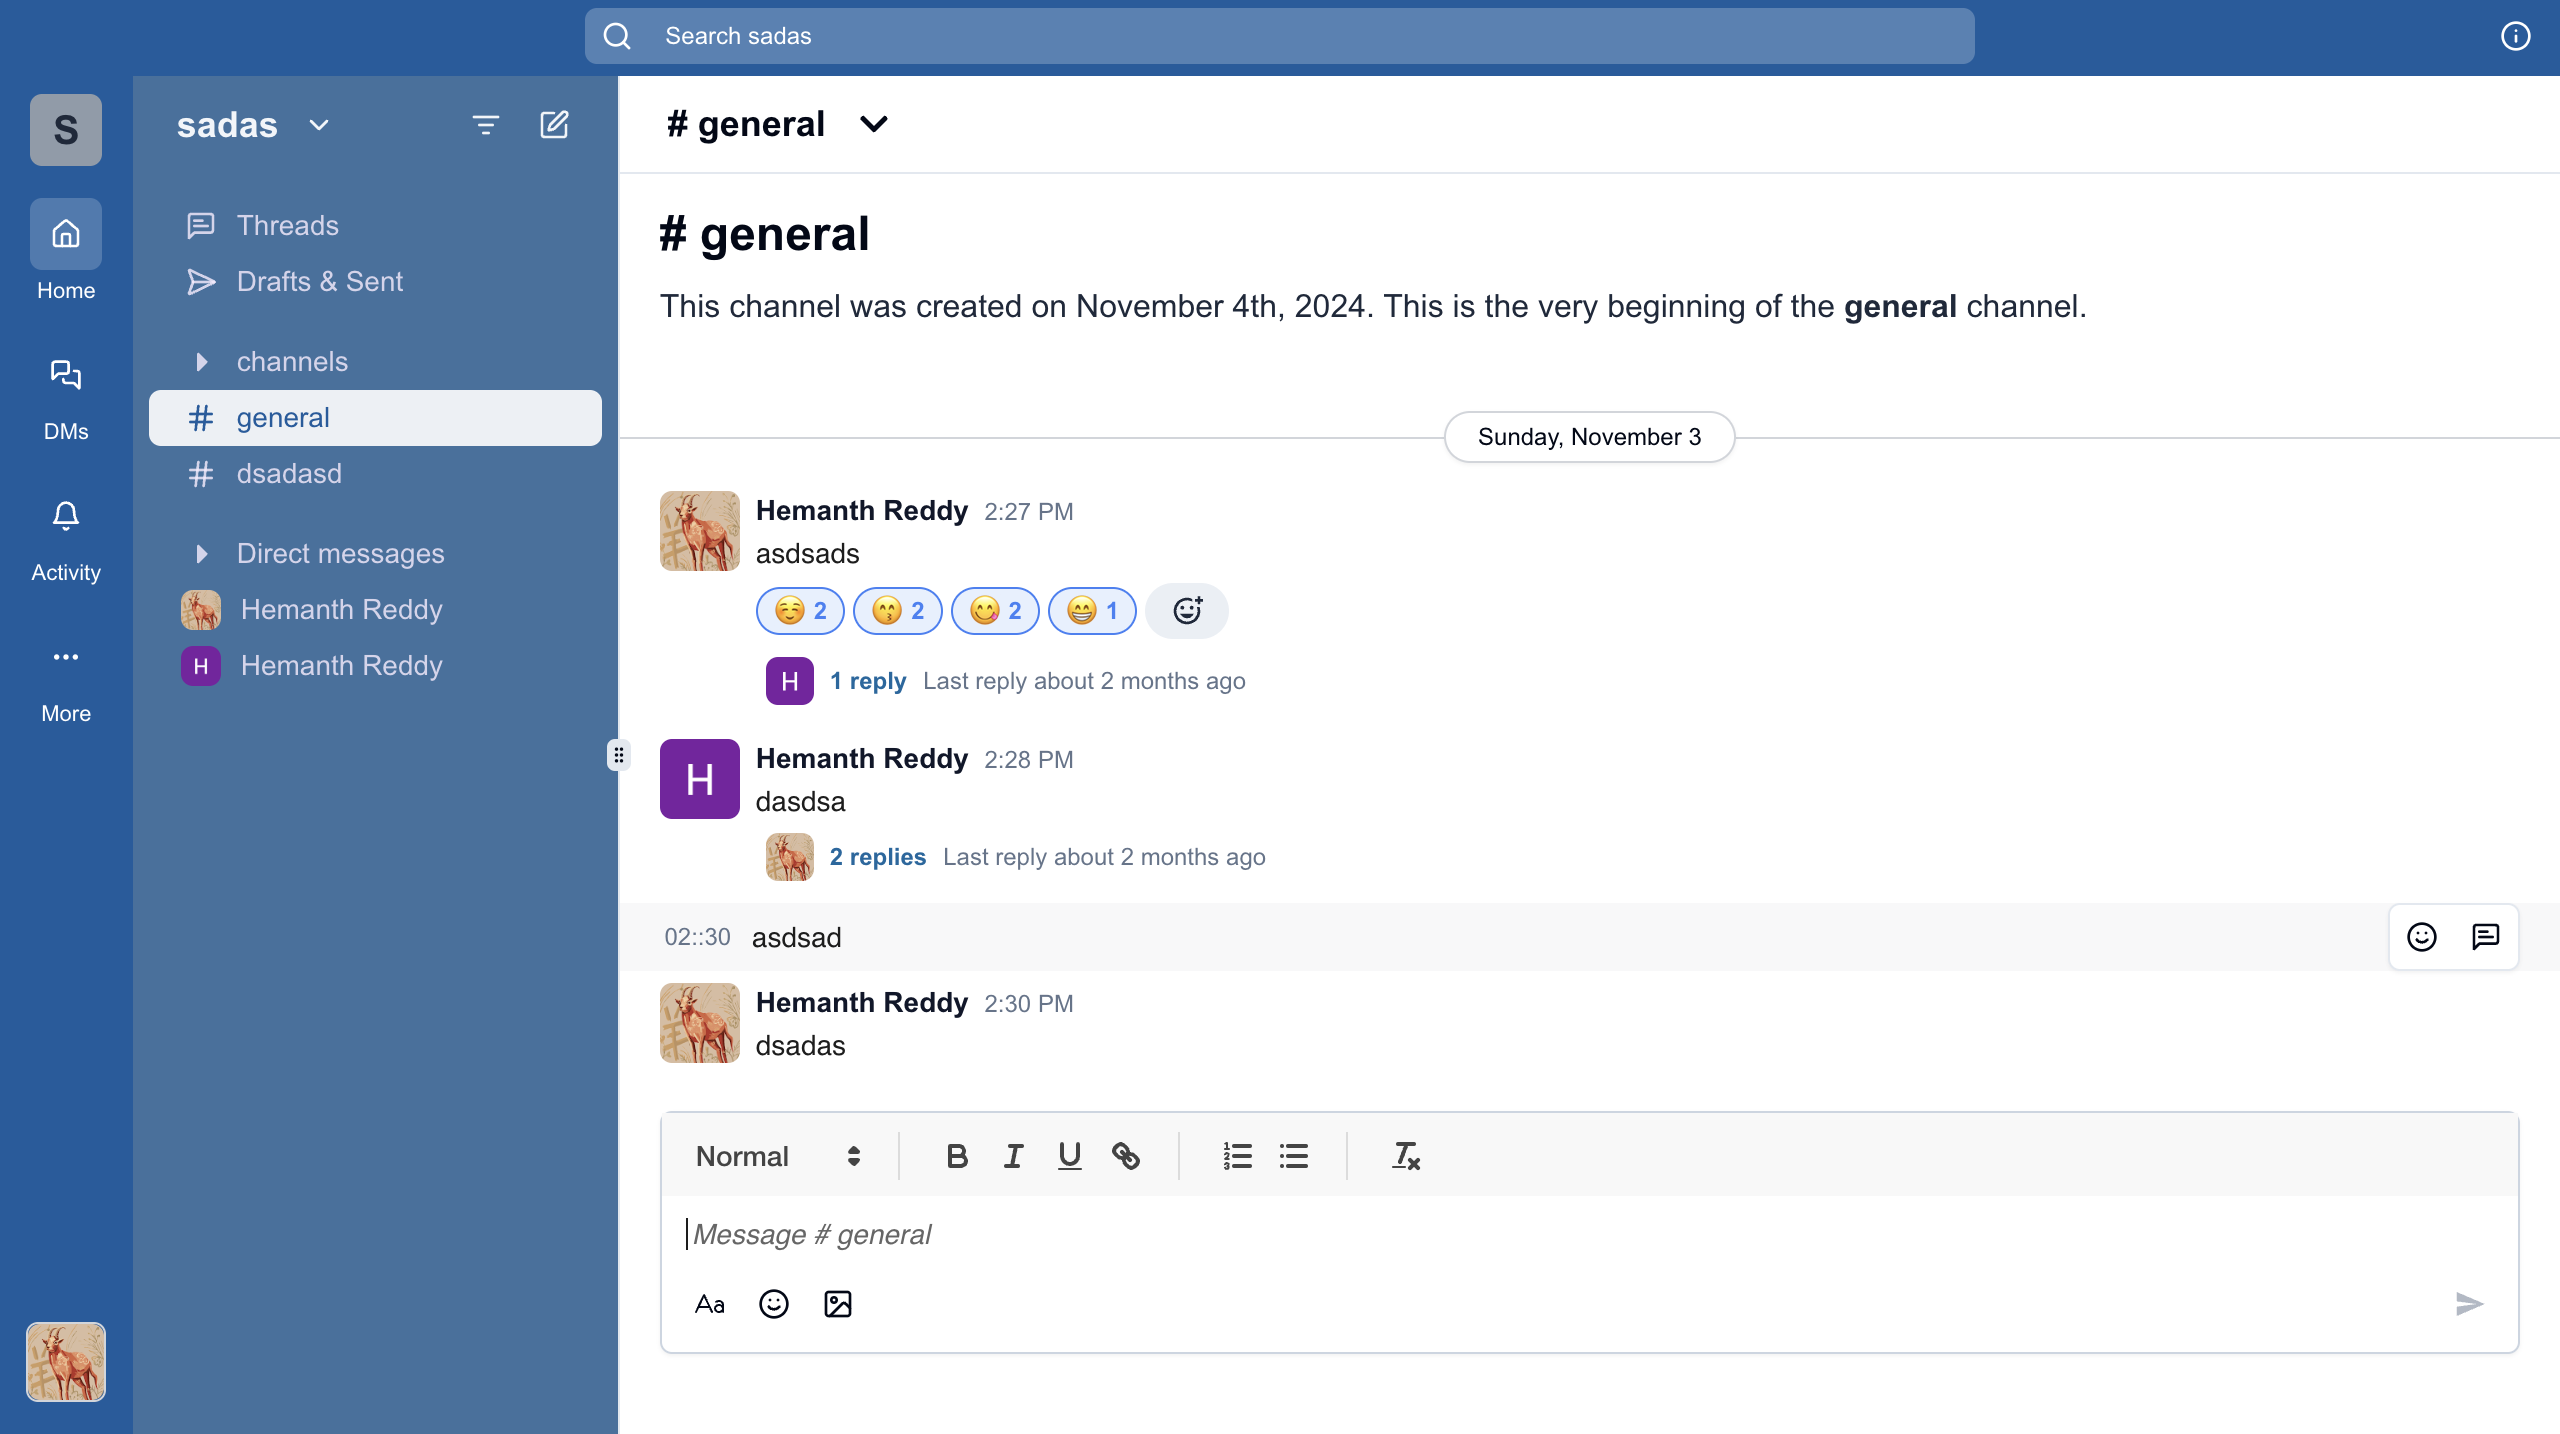 Search sadas
S
sadas
Home
DMs
Activity
More
Threads
Drafts & Sent
channels
# general
# dsadasd
Direct messages
Hemanth Reddy
H Hemanth Reddy
# general
# general
This channel was created on November 4th, 2024. This is the very beginning of the general channel.
Sunday, November 3
Hemanth Reddy 2:27 PM
asdsads
☺️ 2 😙 2 😋 2 😁 1
H 1 reply Last reply about 2 months ago
H Hemanth Reddy 2:28 PM
dasdsa
2 replies Last reply about 2 months ago
02::30 asdsad
Hemanth Reddy 2:30 PM
dsadas
Normal B I U
Message # general
Aa